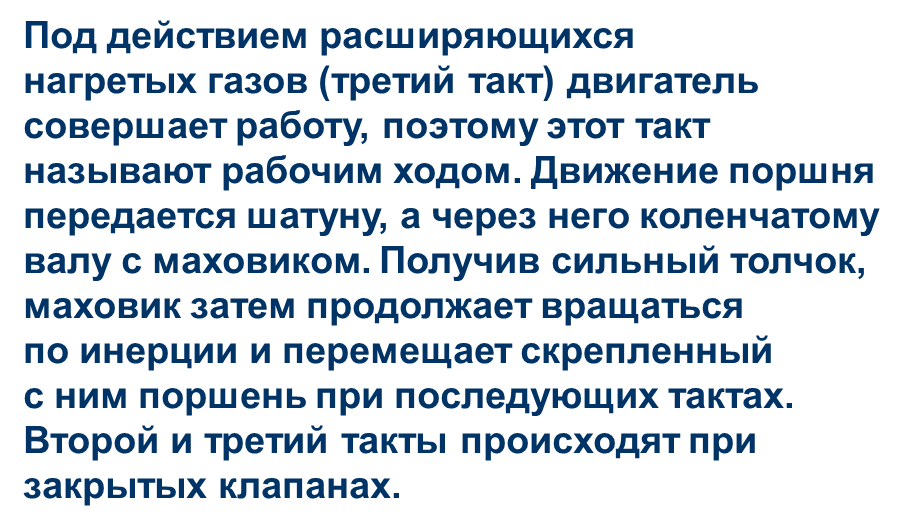 Под действием расширяющихся
нагретых газов (третий такт) двигатель
совершает работу, поэтому этот такт
называют рабочим ходом. Движение поршня
передается шатуну, а через него коленчатому
валу с маховиком. Получив сильный толчок,
маховик затем продолжает вращаться
по инерции и перемещает скрепленный
с ним поршень при последующих тактах.
Второй и третий такты происходят при
закрытых клапанах.